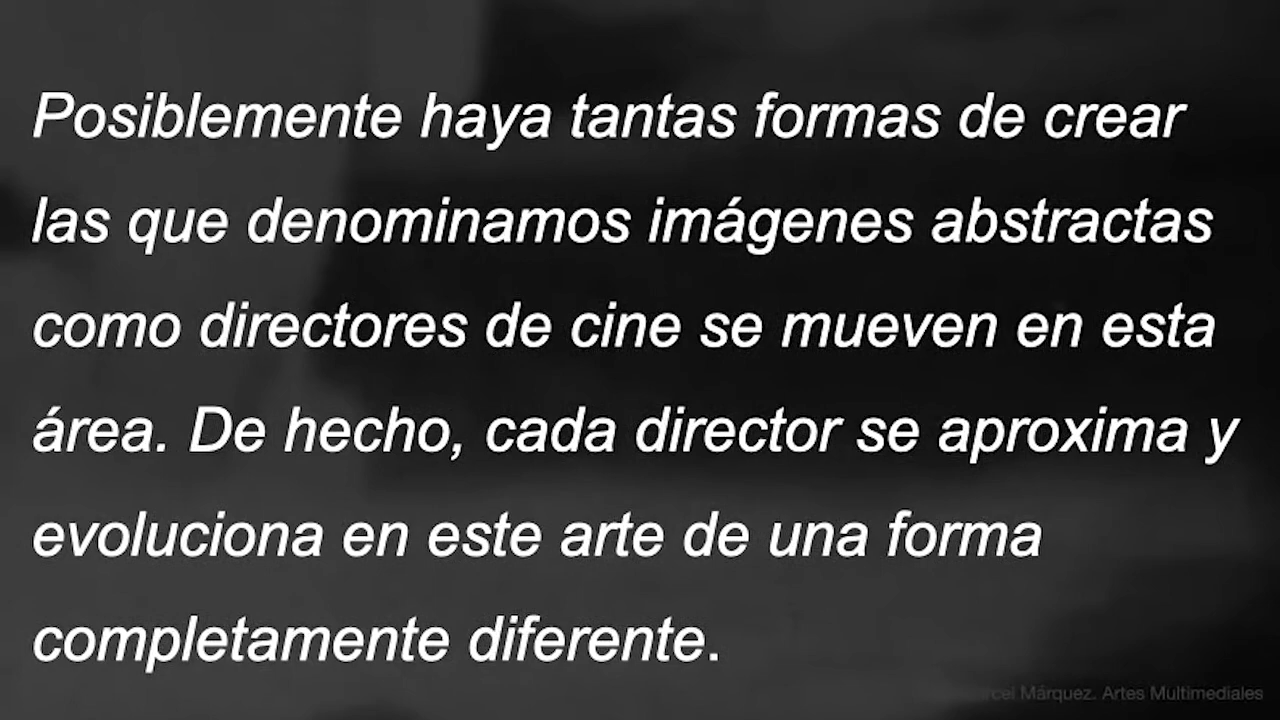 Posiblemente haya tantas formas de crear
las que denominamos imágenes abstractas
como directores de cine se mueven en esta
área. De hecho, cada director se aproxima y
evoluciona en este arte de una forma
completamente diferente.
Márquez. Artes Multimediales